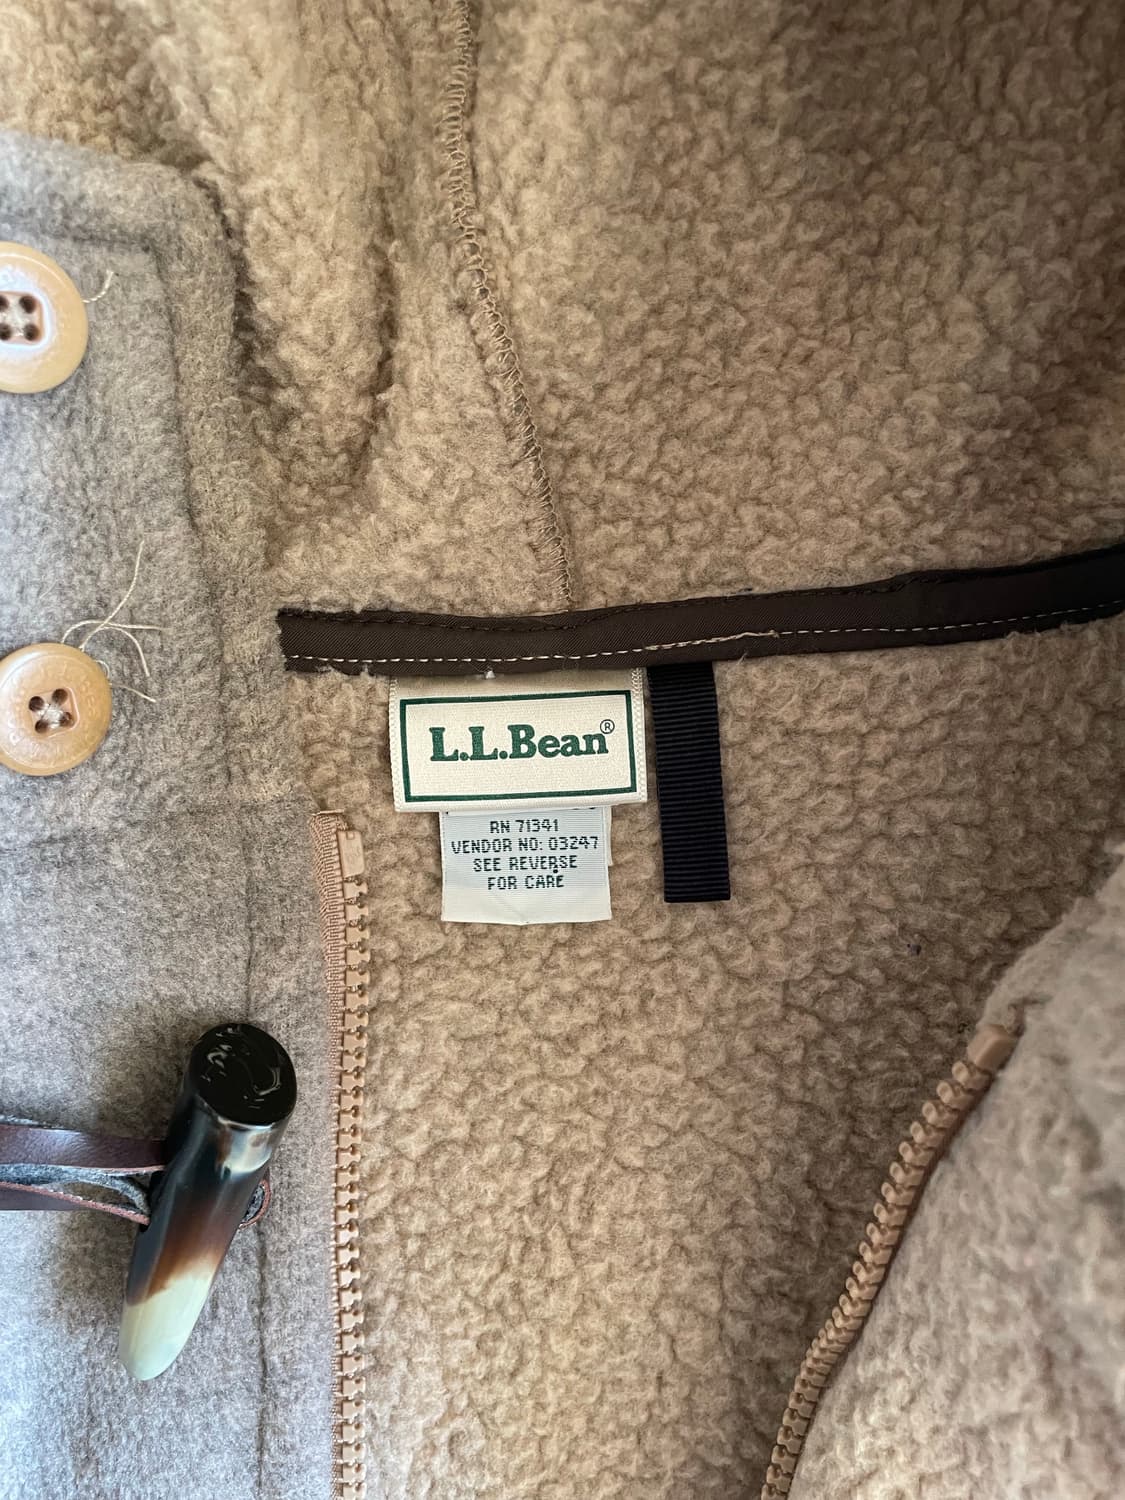 L.L.Bean®
RN 71341
VENDOR NO: 03247
SEE REVERSE
FOR CARE